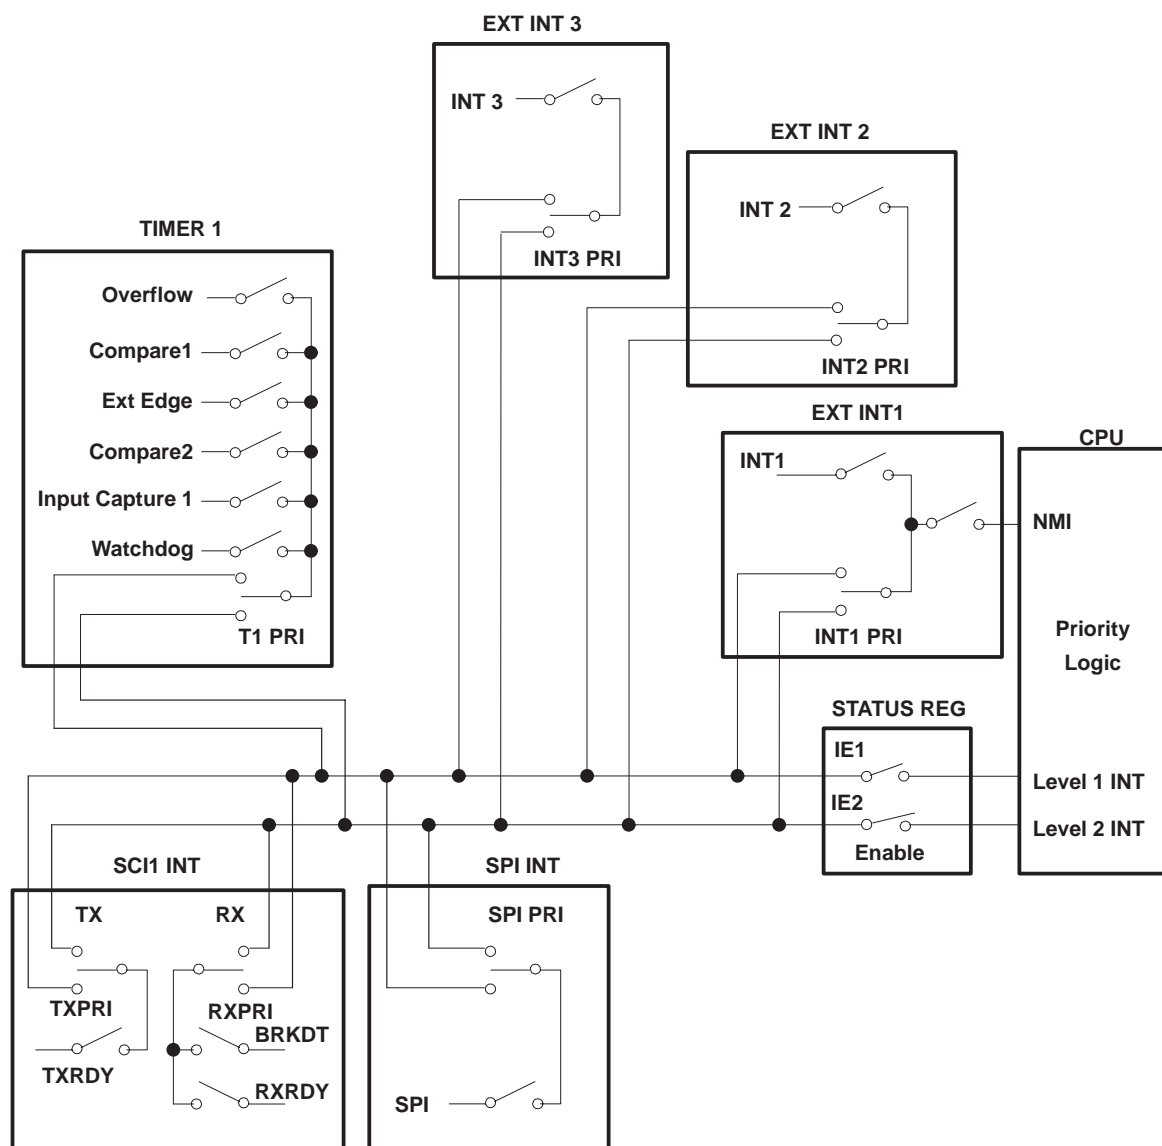 EXT INT 3
INT 3
INT3 PRI
EXT INT 2
INT 2
INT2 PRI
TIMER 1
Overflow
Compare1
Ext Edge
Compare2
Input Capture 1
Watchdog
T1 PRI
EXT INT1
INT1
INT1 PRI
CPU
NMI
Priority
Logic
Level 1 INT
Level 2 INT
STATUS REG
IE1
IE2
Enable
SCI1 INT
TX
RX
TXPRI
RXPRI
BRKDT
TXRDY
RXRDY
SPI INT
SPI PRI
SPI